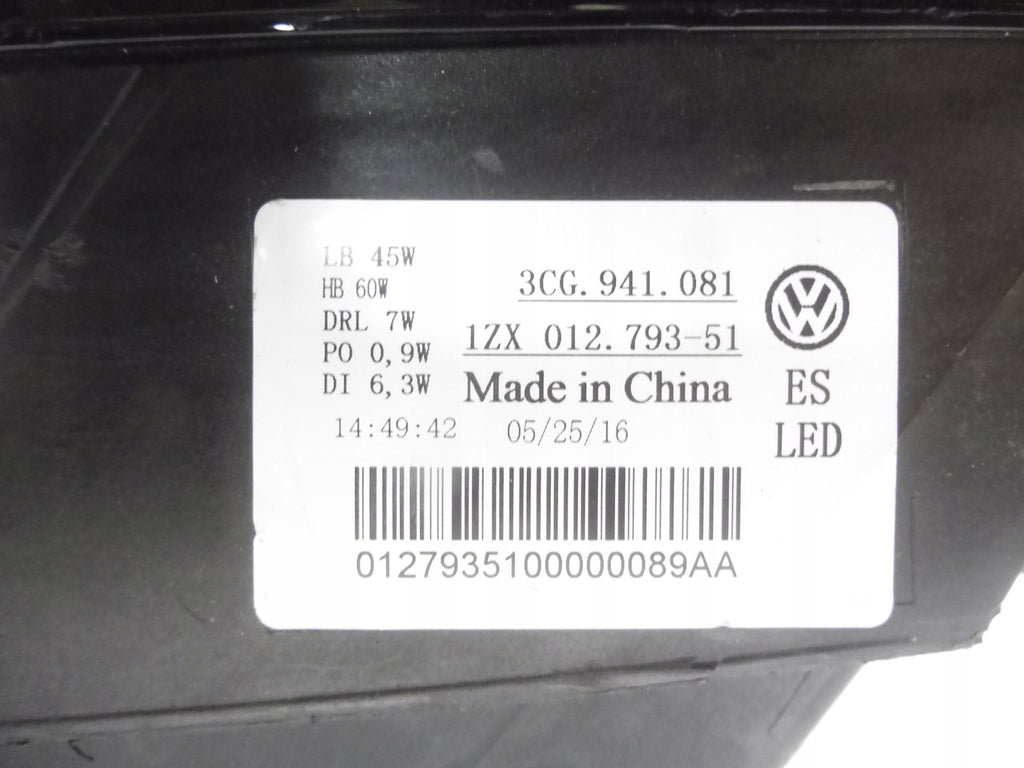 LB 45W
HB 60W
DRL 7W
PO 0,9W
DI 6,3W
3CG.941.081
1ZX 012.793-51
Made in China
14:49:42 05/25/16
ES
LED
0127935100000089AA